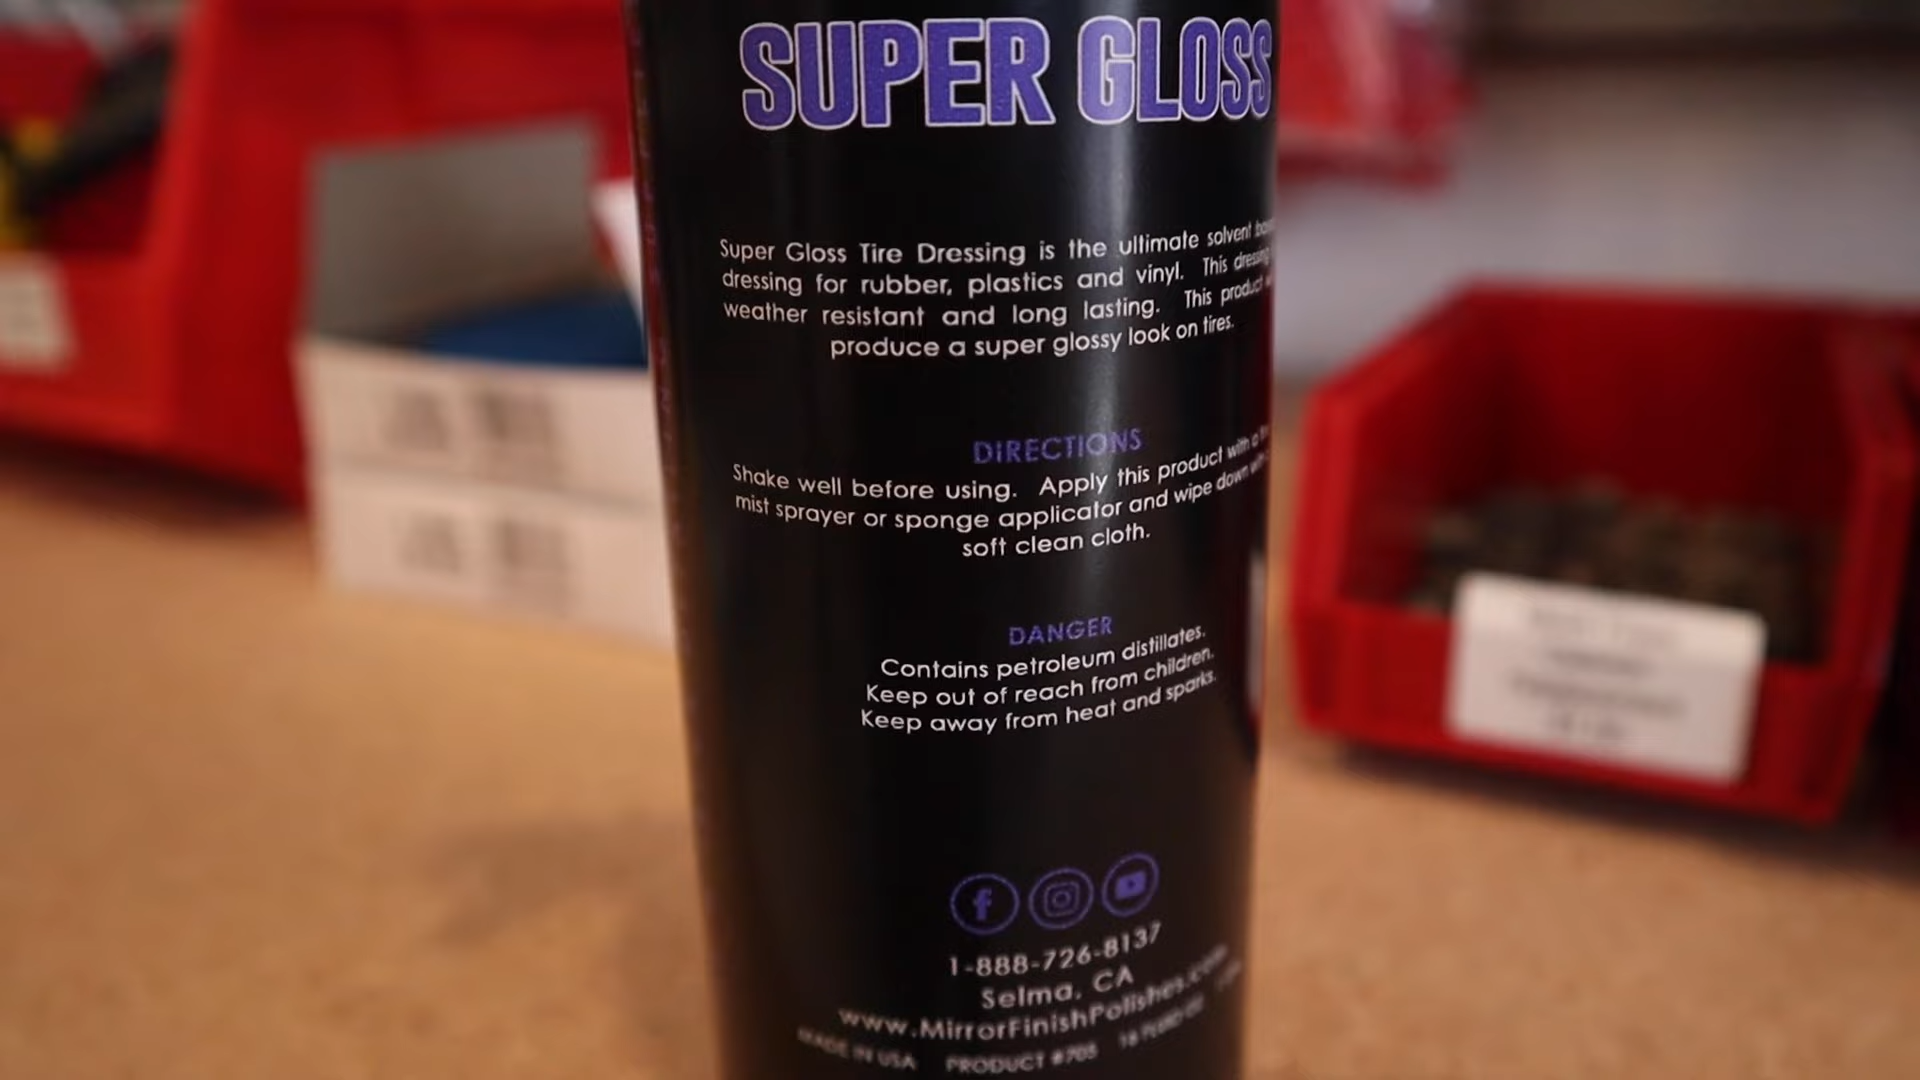 SUPER GLOSS
Super Gloss Tire Dressing is the ultimate solvent
dressing for rubber, plastics and vinyl. This dressing
weather resistant and long lasting. This product
produce a super glossy look on tires.
DIRECTIONS
Shake well before using. Apply this product with a
mist sprayer or sponge applicator and wipe down
soft clean cloth.
DANGER
Contains petroleum distillates.
Keep out of reach from children.
Keep away from heat and sparks.
1-888-726-8137
Selma, CA
www.MirrorFinishPolishes.com
MADE IN USA PRODUCT #705